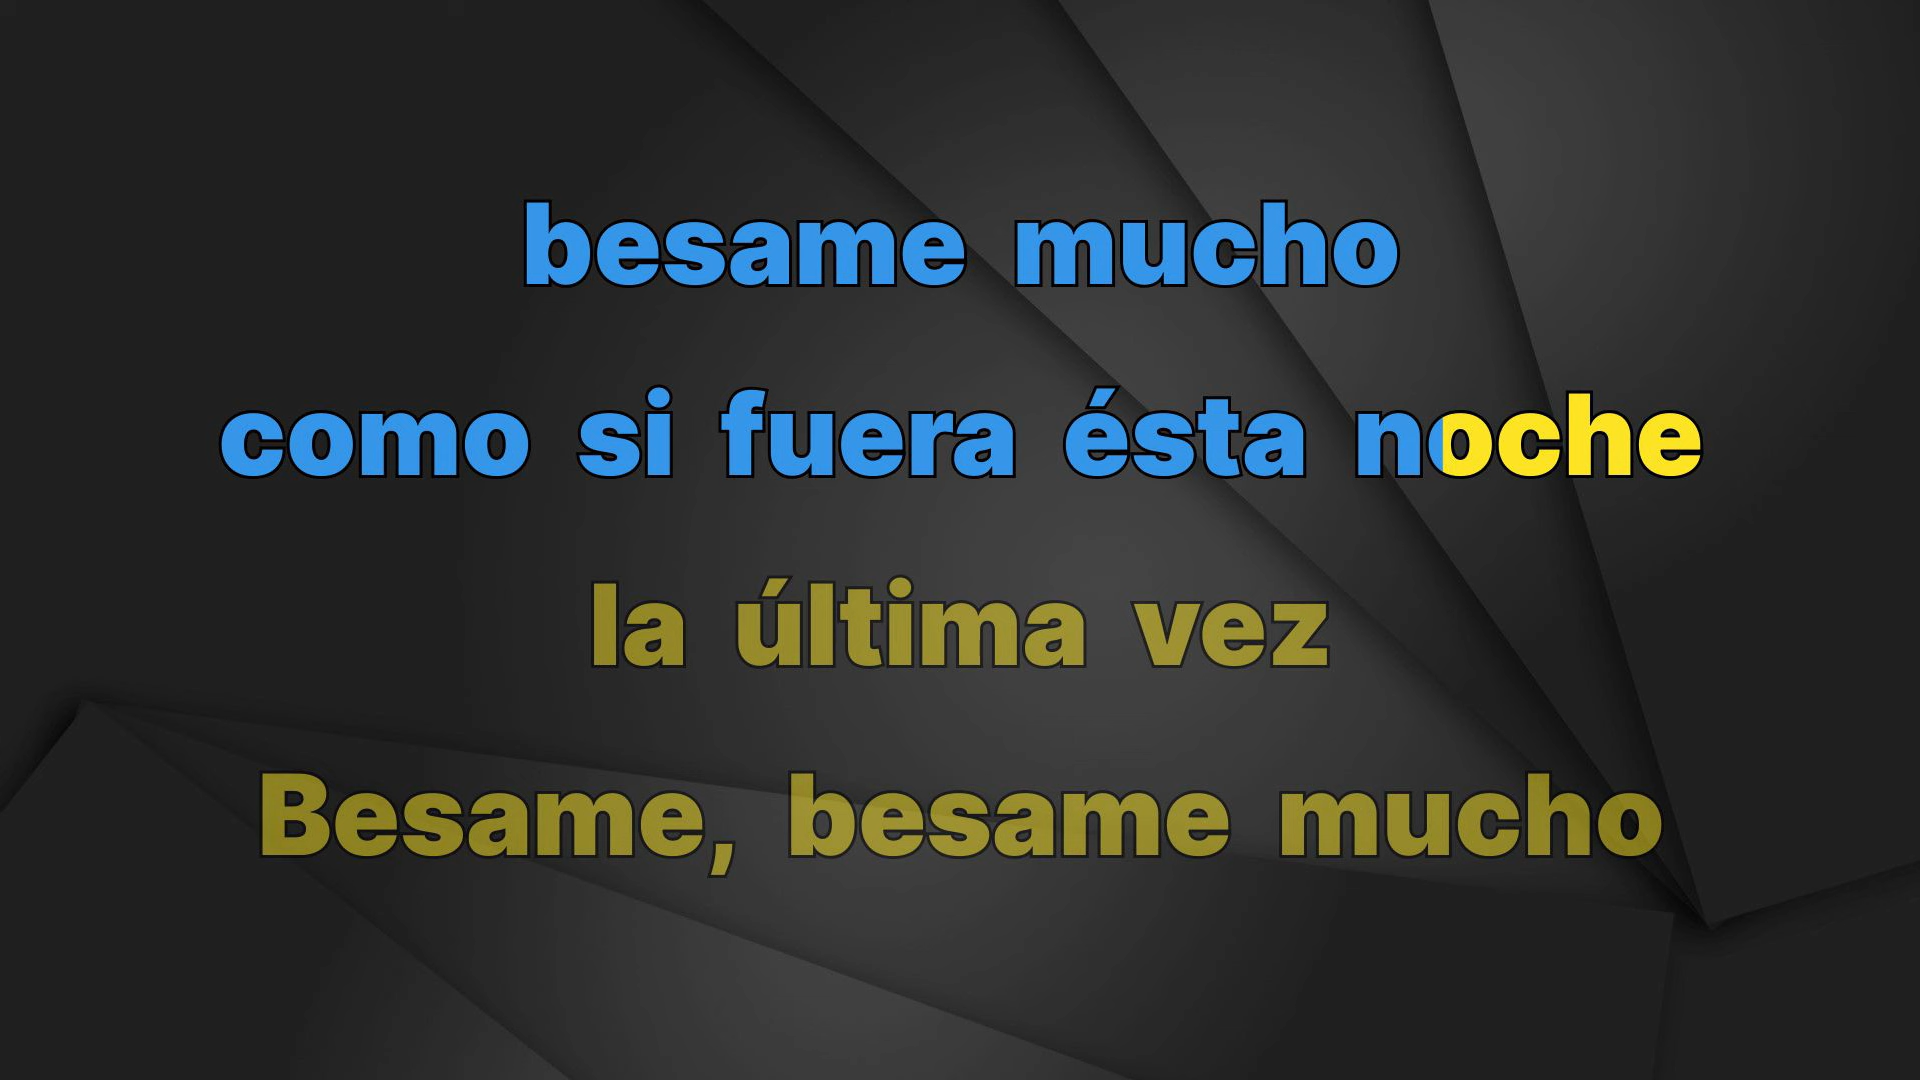 besame mucho
como si fuera ésta noche
la última vez
Besame, besame mucho